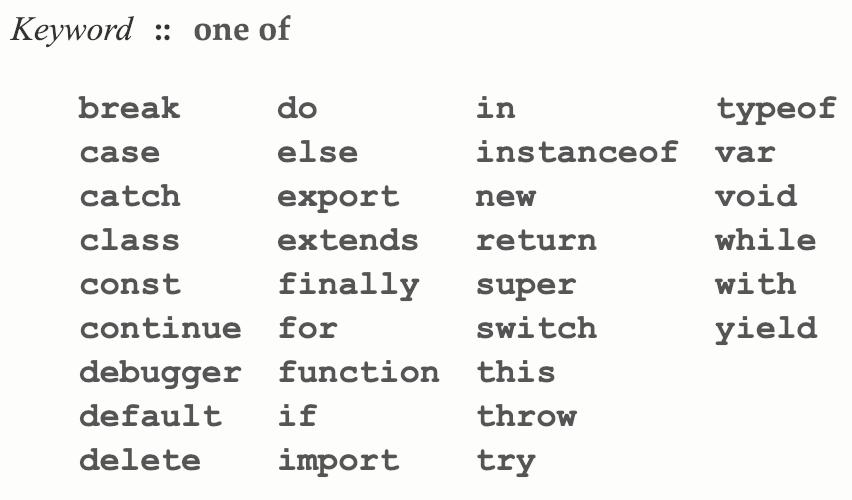 Keyword :: one of
break do in typeof
case else instanceof var
catch export new void
class extends return while
const finally super with
continue for switch yield
debugger function this
default if throw
delete import try